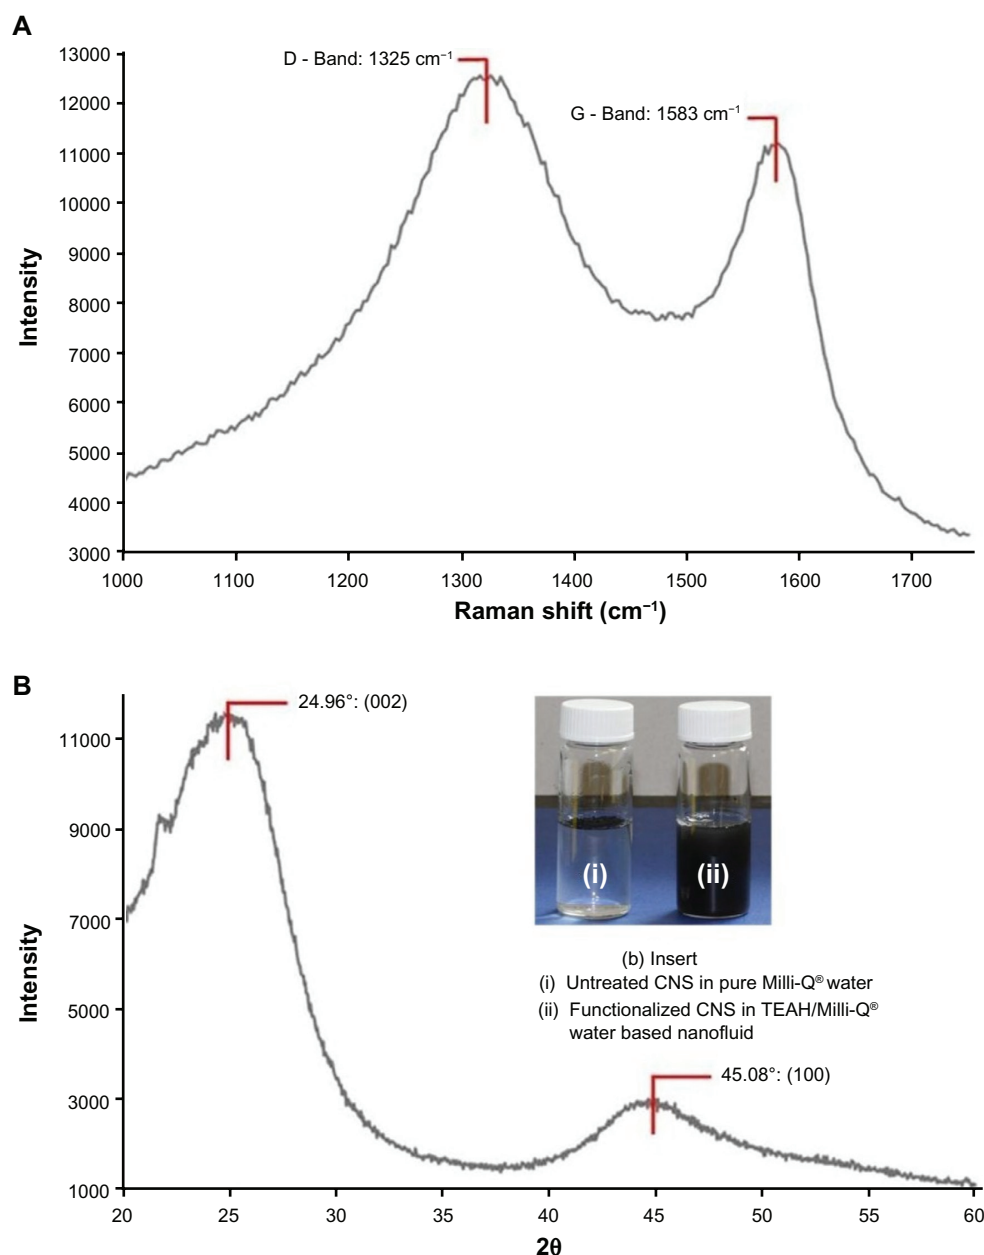 A
13000
12000
11000
10000
9000
8000
7000
6000
5000
4000
3000
Intensity
D - Band: 1325 cm⁻¹
G - Band: 1583 cm⁻¹
1000 1100 1200 1300 1400 1500 1600 1700
Raman shift (cm⁻¹)
B
11000
9000
7000
5000
3000
1000
Intensity
24.96°: (002)
(i) (ii)
(b) Insert
(i) Untreated CNS in pure Milli-Q® water
(ii) Functionalized CNS in TEAH/Milli-Q®
water based nanofluid
45.08°: (100)
20 25 30 35 40 45 50 55 60
2θ